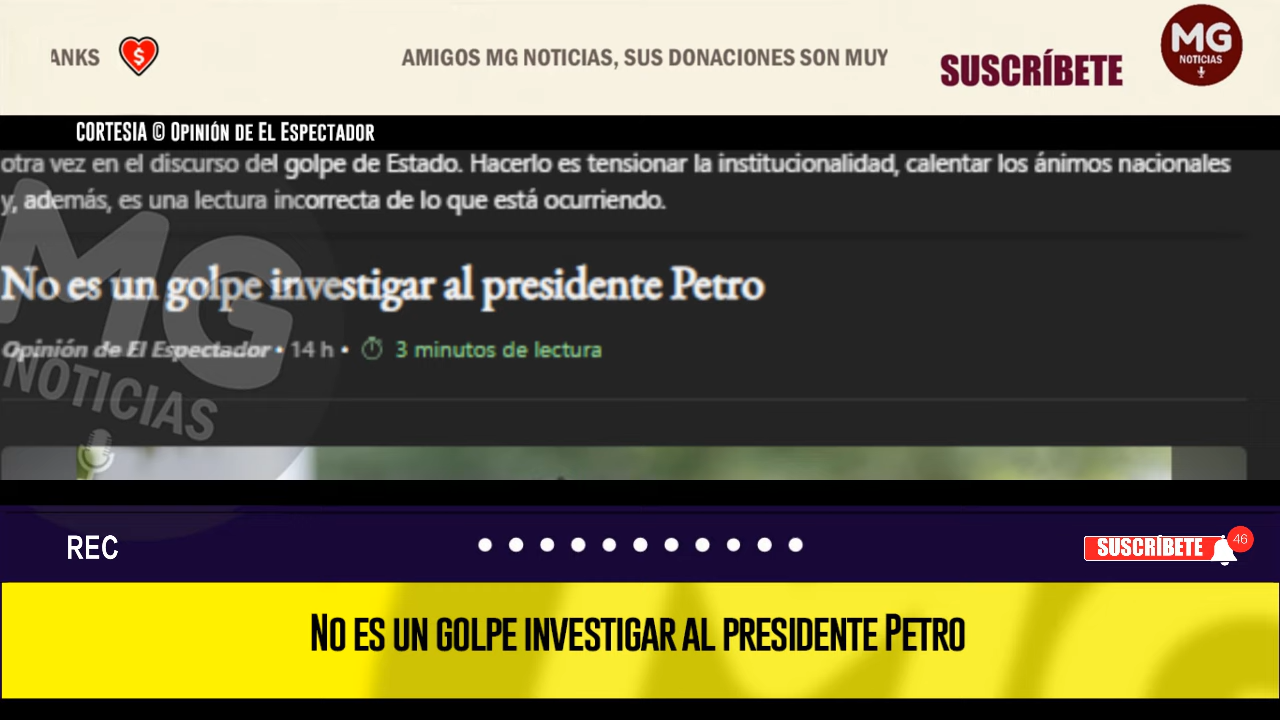 ANKS
AMIGOS MG NOTICIAS, SUS DONACIONES SON MUY
SUSCRÍBETE
MG
NOTICIAS
CORTESIA © OPINIÓN DE EL ESPECTADOR
otra vez en el discurso del golpe de Estado. Hacerlo es tensionar la institucionalidad, calentar los ánimos nacionales
y, además, es una lectura incorrecta de lo que está ocurriendo.
No es un golpe investigar al presidente Petro
Opinión de El Espectador • 14 h • 3 minutos de lectura
MG
NOTICIAS
REC
SUSCRÍBETE
46
NO ES UN GOLPE INVESTIGAR AL PRESIDENTE PETRO